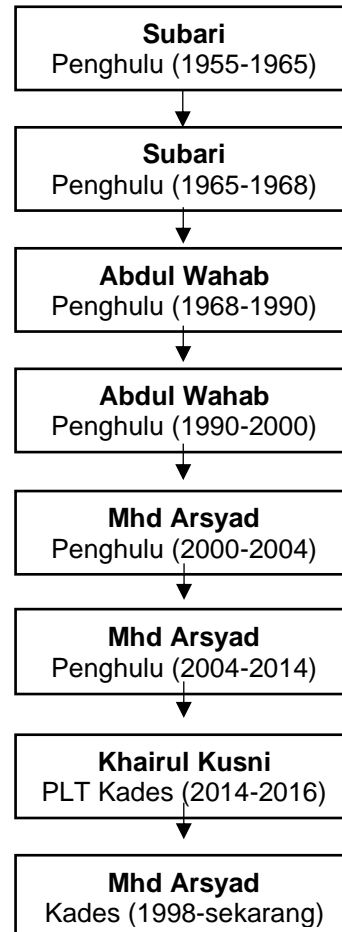 Subari
Penghulu (1955-1965)
Subari
Penghulu (1965-1968)
Abdul Wahab
Penghulu (1968-1990)
Abdul Wahab
Penghulu (1990-2000)
Mhd Arsyad
Penghulu (2000-2004)
Mhd Arsyad
Penghulu (2004-2014)
Khairul Kusni
PLT Kades (2014-2016)
Mhd Arsyad
Kades (1998-sekarang)